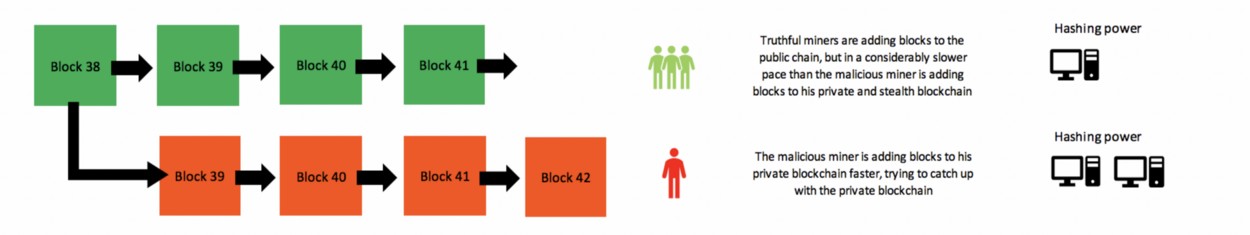 Block 38
Block 39
Block 40
Block 41
Truthful miners are adding blocks to the
public chain, but in a considerably slower
pace than the malicious miner is adding
blocks to his private and stealth blockchain
Hashing power
Block 39
Block 40
Block 41
Block 42
The malicious miner is adding blocks to his
private blockchain faster, trying to catch up
with the private blockchain
Hashing power